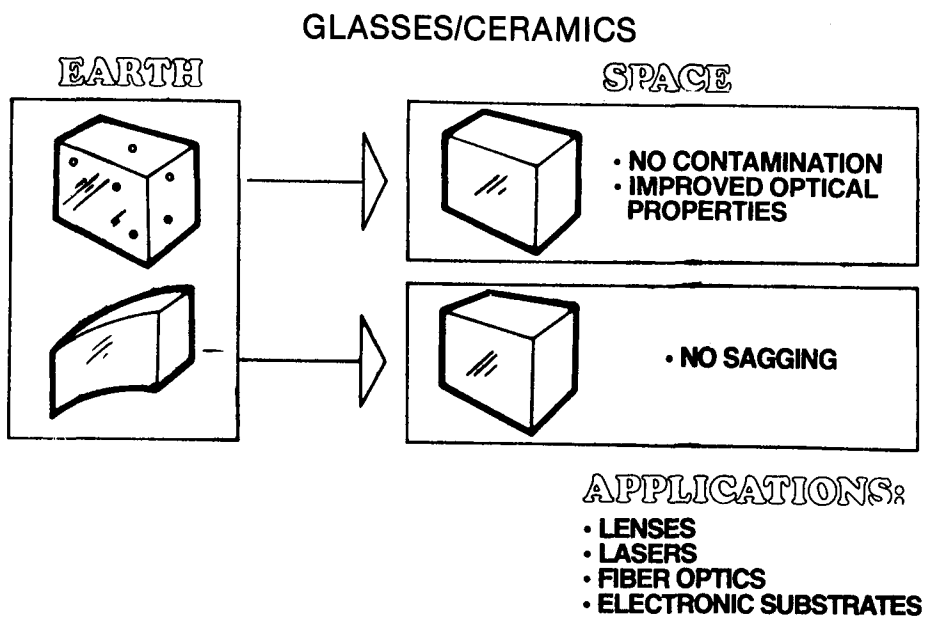 GLASSES/CERAMICS
EARTH
SPACE
• NO CONTAMINATION
• IMPROVED OPTICAL
PROPERTIES
• NO SAGGING
APPLICATIONS:
• LENSES
• LASERS
• FIBER OPTICS
• ELECTRONIC SUBSTRATES